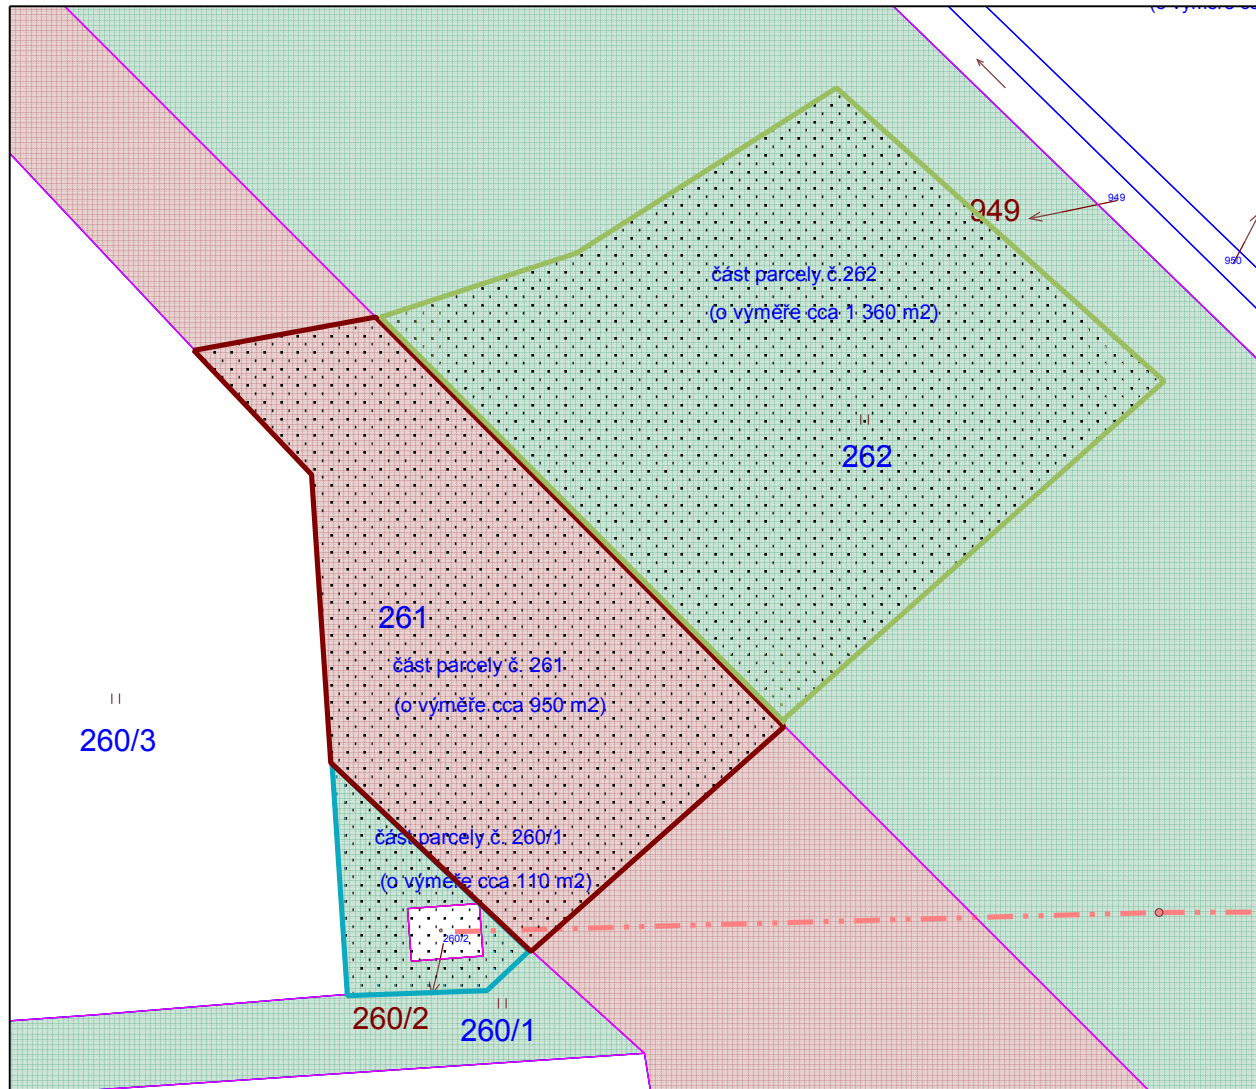 (o výměře
949
949
950
část parcely č.262
(o výměře cca 1 360 m2)
262
261
část parcely č. 261
(o výměře cca 950 m2)
260/3
část parcely č. 260/1
(o výměře cca 110 m2)
260/2
260/2
260/1